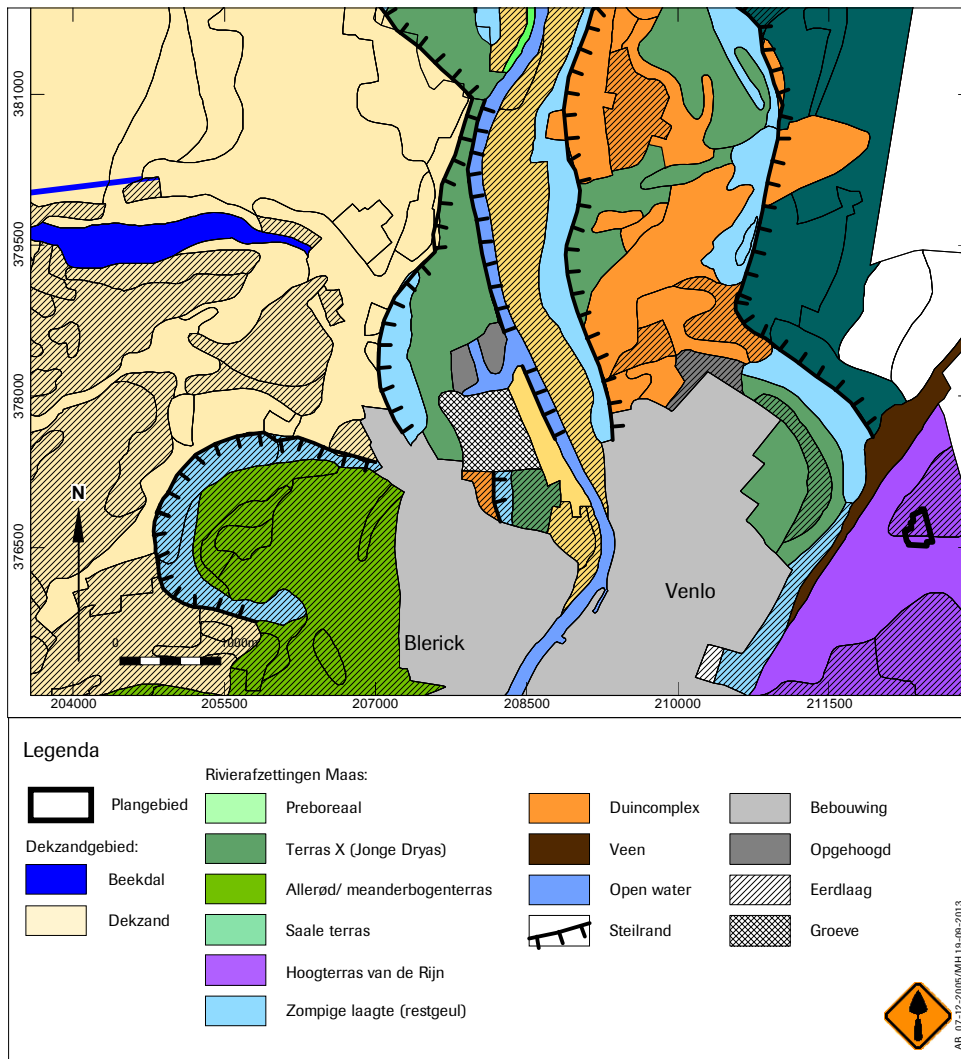 381000
379500
378000
376500
N
0 1000m
Blerick
Venlo
204000 205500 207000 208500 210000 211500
Legenda
Plangebied
Dekzandgebied:
Beekdal
Dekzand
Rivierafzettingen Maas:
Preboreaal
Terras X (Jonge Dryas)
Allerød/ meanderbogenterras
Saale terras
Hoogterras van de Rijn
Zompige laagte (restgeul)
Duincomplex
Veen
Open water
Steilrand
Bebouwing
Opgehoogd
Eerdlaag
Groeve
AB 07-12-2005/MH 19-09-2013